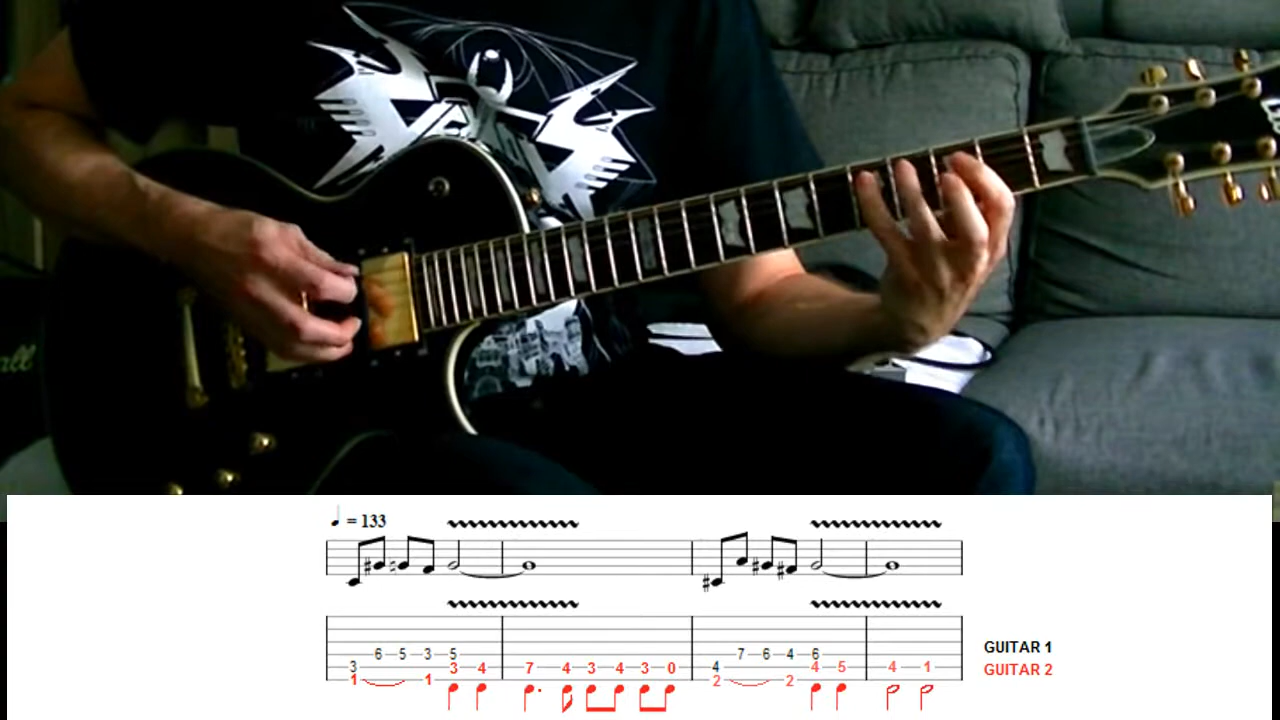 all
♩ = 133
6 5 3 5 7 6 4 6
3 3 4 7 4 3 4 3 0 4 4 5 4 1
1 1 2 2
GUITAR 1
GUITAR 2